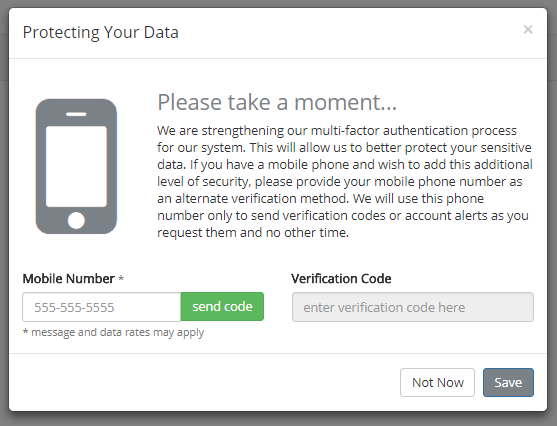 Protecting Your Data
×
Please take a moment...
We are strengthening our multi-factor authentication process
for our system. This will allow us to better protect your sensitive
data. If you have a mobile phone and wish to add this additional
level of security, please provide your mobile phone number as
an alternate verification method. We will use this phone
number only to send verification codes or account alerts as you
request them and no other time.
Mobile Number *
Verification Code
555-555-5555
send code
enter verification code here
* message and data rates may apply
Not Now
Save